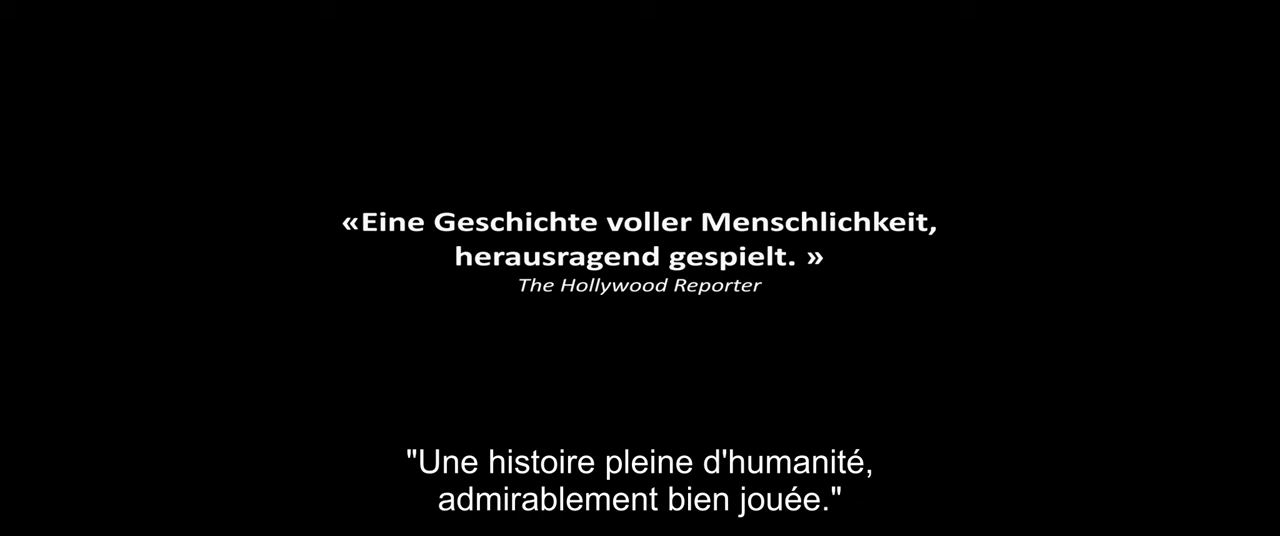 «Eine Geschichte voller Menschlichkeit,
herausragend gespielt. »
The Hollywood Reporter
"Une histoire pleine d'humanité,
admirablement bien jouée."